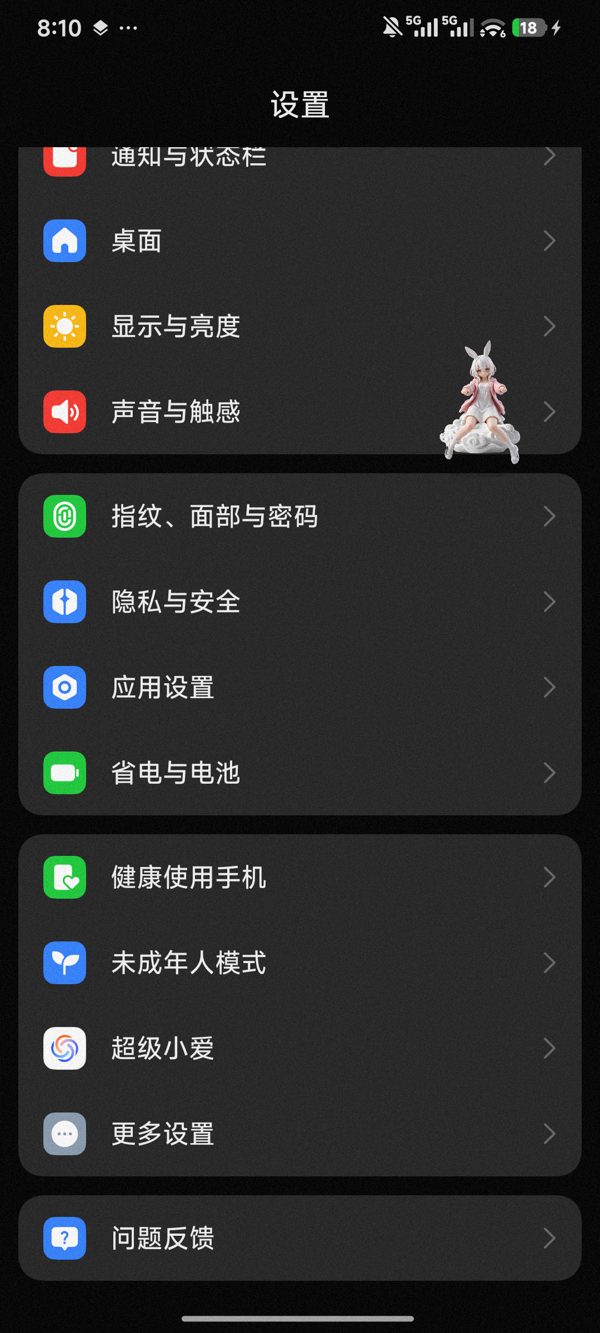 8:10 ··· 5G 5G 6 18
设置
通知与状态栏
桌面
显示与亮度
声音与触感
指纹、面部与密码
隐私与安全
应用设置
省电与电池
健康使用手机
未成年人模式
超级小爱
更多设置
问题反馈